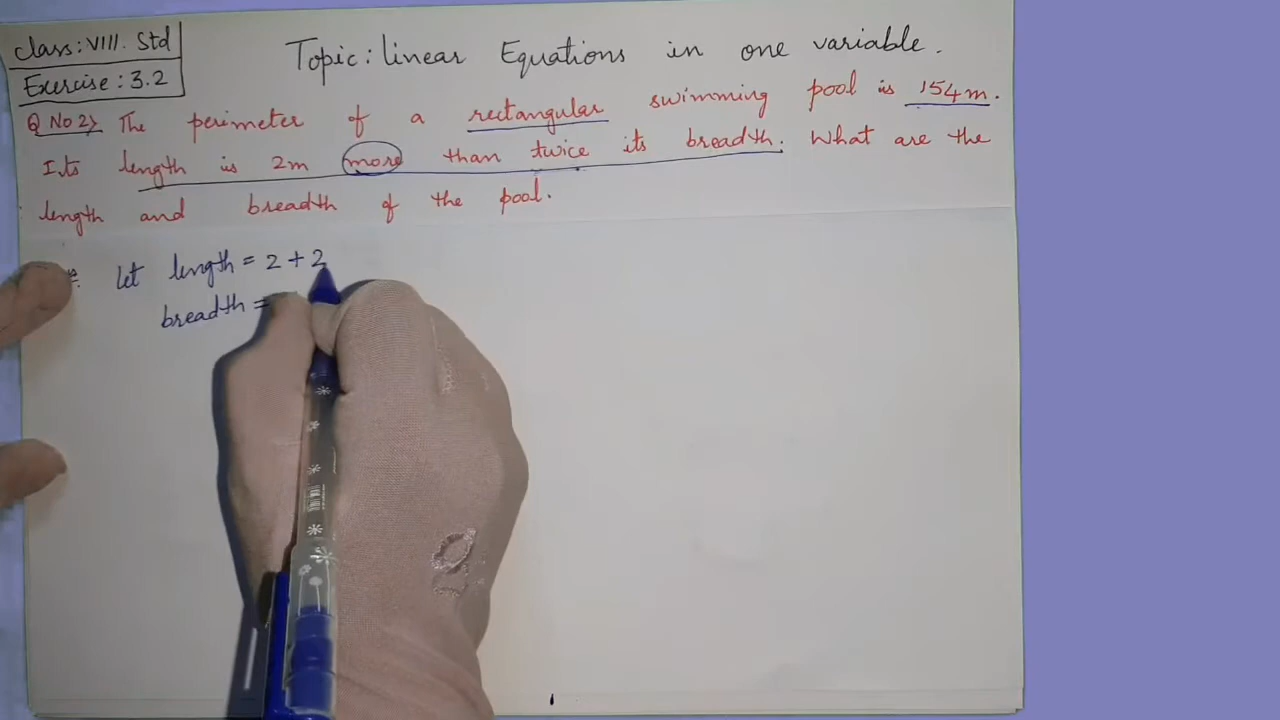 Class: VIII. Std
Exercise: 3.2
Topic: linear Equations in one variable.
Q No 2) The perimeter of a rectangular swimming pool is 154m.
Its length is 2m more than twice its breadth. What are the
length and breadth of the pool.
let length = 2 + 2
breadth =